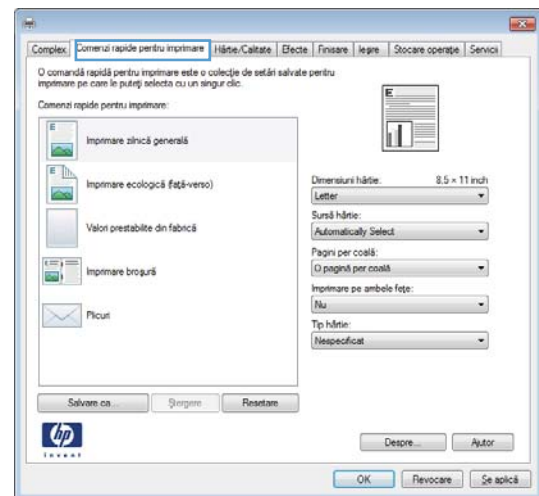 Complex Comenzi rapide pentru imprimare Hârtie/Calitate Efecte Finisare Ieşire Stocare operaţie Servicii
O comandă rapidă pentru imprimare este o colecţie de setări salvate pentru
imprimare pe care le puteţi selecta cu un singur clic.
Comenzi rapide pentru imprimare:
E
Imprimare zilnică generală
E
Imprimare ecologică (faţă-verso)
Valori prestabilite din fabrică
Imprimare broşură
Plicuri
Salvare ca...
Ştergere
Resetare
E
Dimensiuni hârtie: 8.5 × 11 inch
Letter
Sursă hârtie:
Automatically Select
Pagini per coală:
O pagină per coală
Imprimare pe ambele feţe:
Nu
Tip hârtie:
Nespecificat
hp
invent
Despre...
Ajutor
OK
Revocare
Se aplică